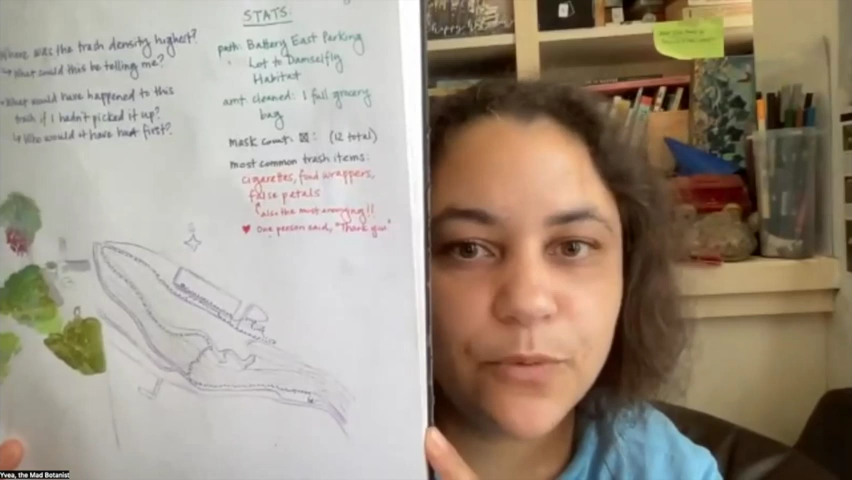 Where was the trash density highest?
↳ What could this be telling me?
What would have happened to this
trash if I hadn't picked it up?
↳ Who would it have hurt first?
STATS:
path: Battery East Parking
Lot to Damselfly
Habitat
amt cleaned: 1 full grocery
bag
mask count: (12 total)
most common trash items:
cigarettes, food wrappers,
false petals
also the most annoying!!
♥ One person said, "Thank you"
Yvea, the Mad Botanist